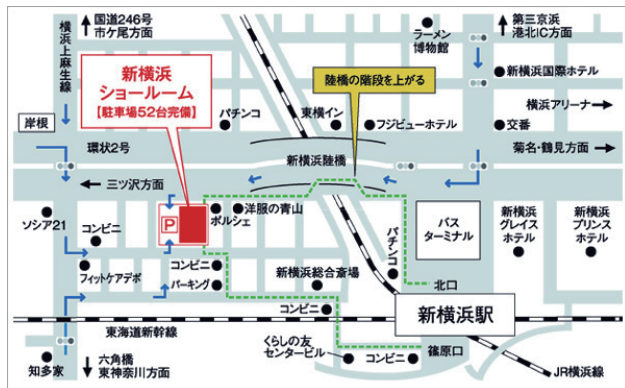 国道246号
市ケ尾方面
横浜上麻生線
新横浜
ショールーム
【駐車場52台完備】
ラーメン
博物館
第三京浜
港北IC方面
新横浜国際ホテル
陸橋の階段を上がる
横浜アリーナ
岸根
パチンコ
東横イン
フジビューホテル
交番
環状2号
新横浜陸橋
菊名・鶴見方面
三ツ沢方面
ソシア21
コンビニ
P
ポルシェ
洋服の青山
パチンコ
バス
ターミナル
新横浜
グレイス
ホテル
新横浜
プリンス
ホテル
フィットケアデポ
コンビニ
パーキング
新横浜総合斎場
北口
コンビニ
新横浜駅
東海道新幹線
くらしの友
センタービル
コンビニ
篠原口
知多家
六角橋
東神奈川方面
JR横浜線